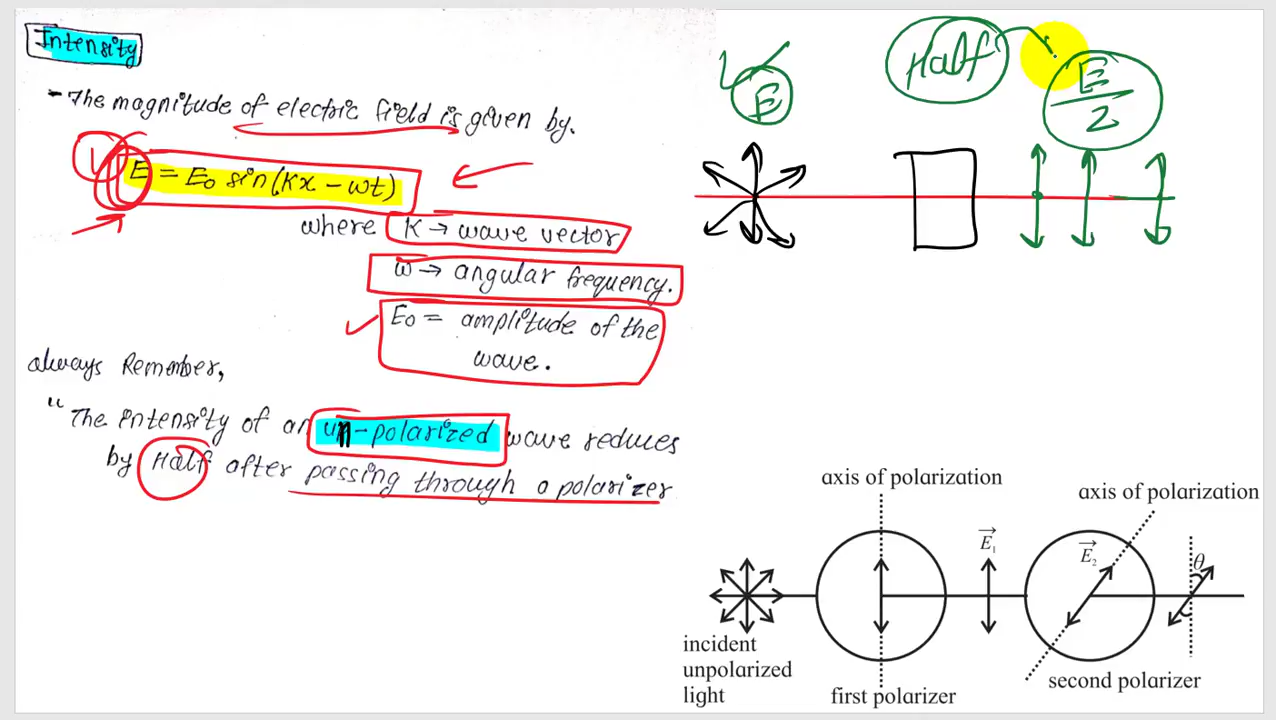 Intensity
- The magnitude of electric field is given by.
E = E₀ sin(Kx - ωt)
where K → wave vector
ω → angular frequency.
E₀ = amplitude of the
wave.
always Remember,
"The intensity of an un-polarized wave reduces
by Half after passing through a polarizer
E
Half
E/2
axis of polarization
axis of polarization
E₁
E₂
θ
incident
unpolarized
light
first polarizer
second polarizer